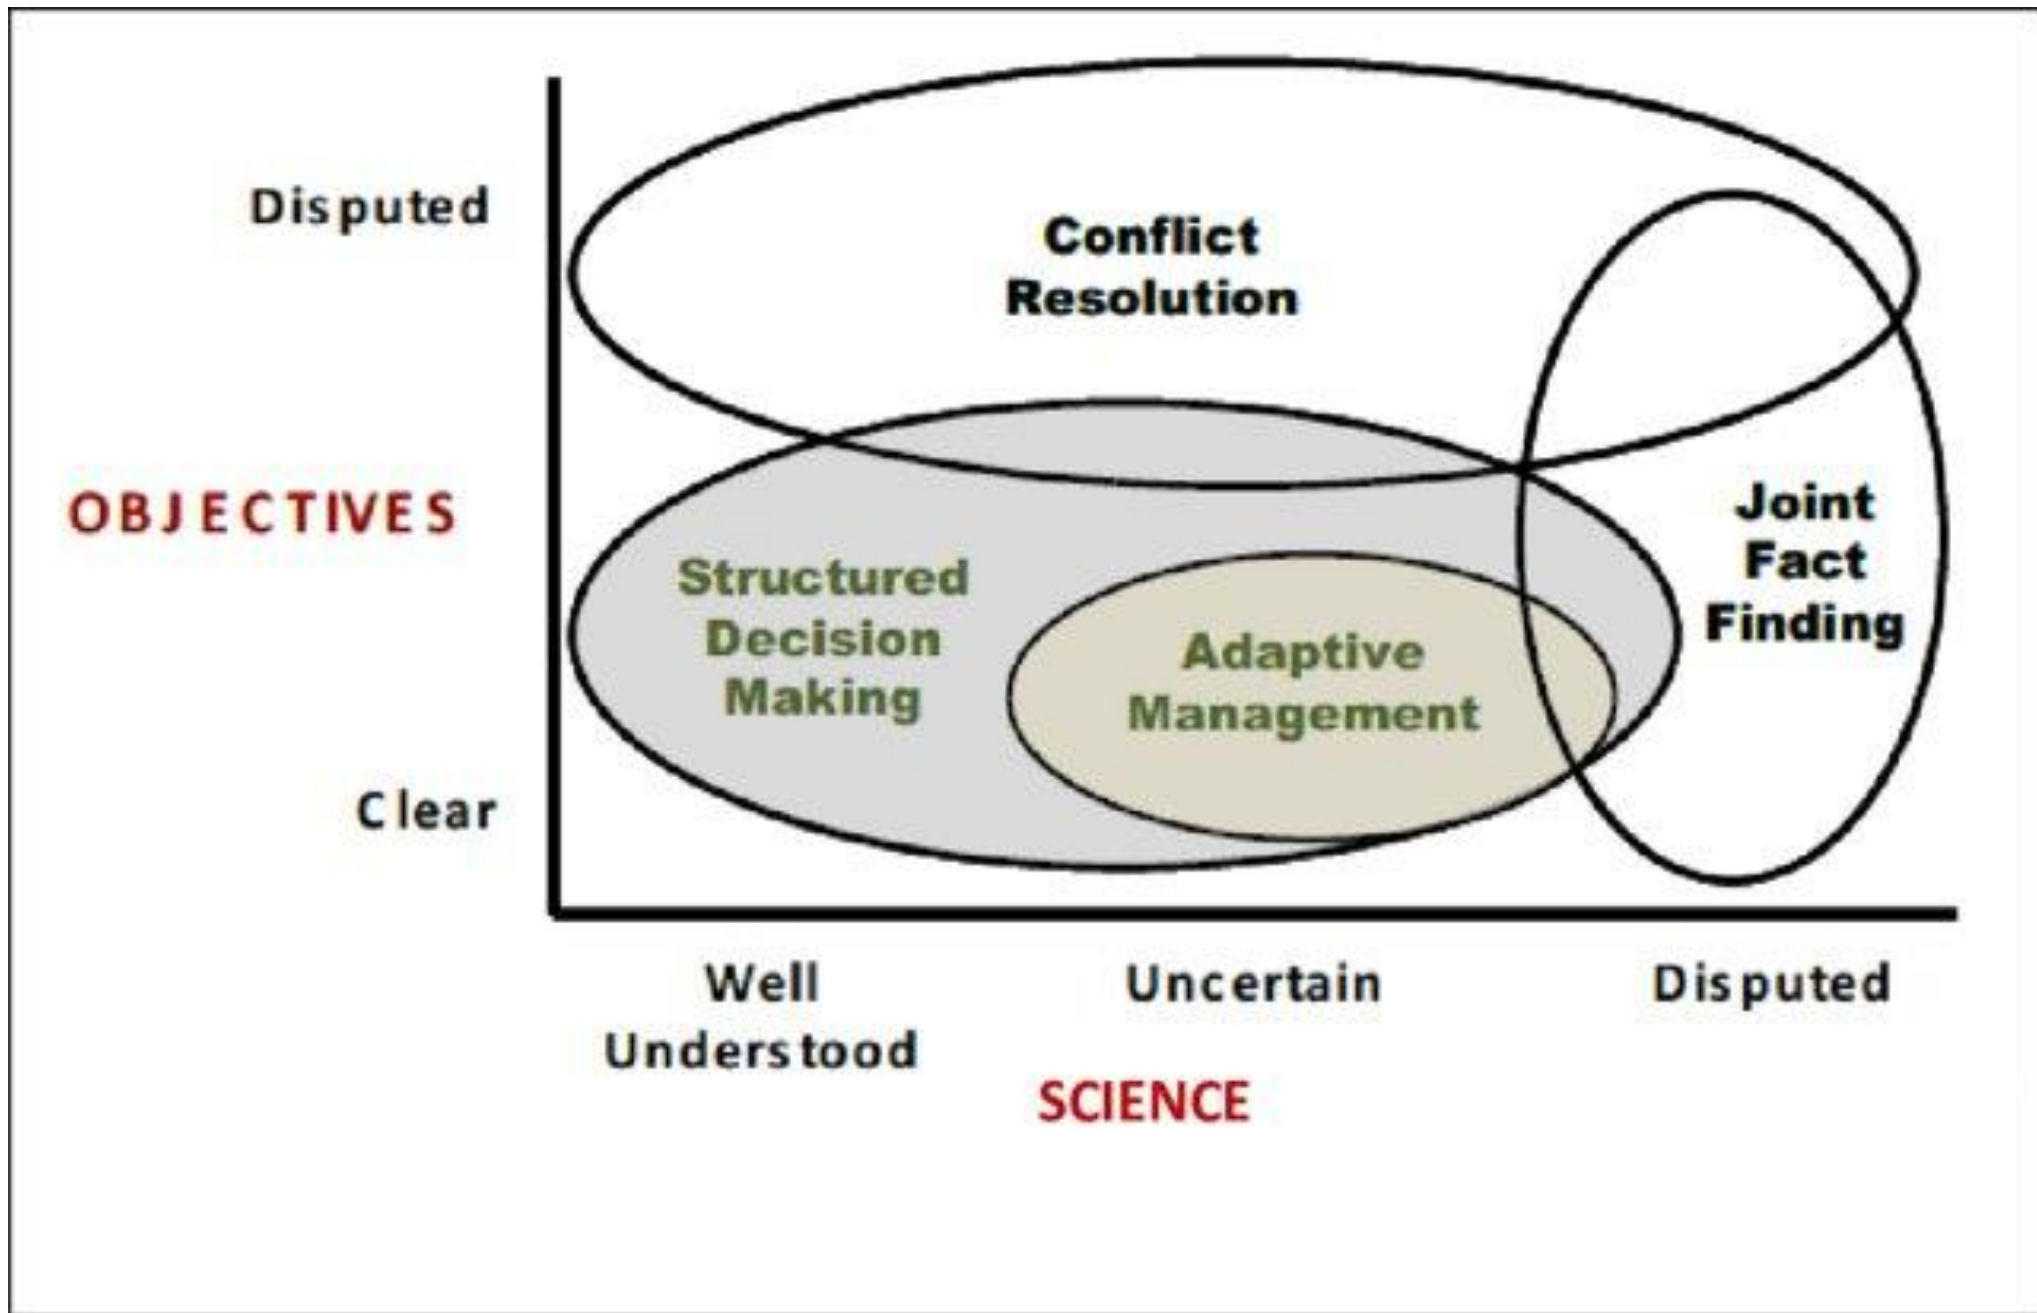 Disputed
Conflict
Resolution
OBJECTIVES
Joint
Fact
Finding
Structured
Decision
Making
Adaptive
Management
Clear
Well
Understood
Uncertain
Disputed
SCIENCE